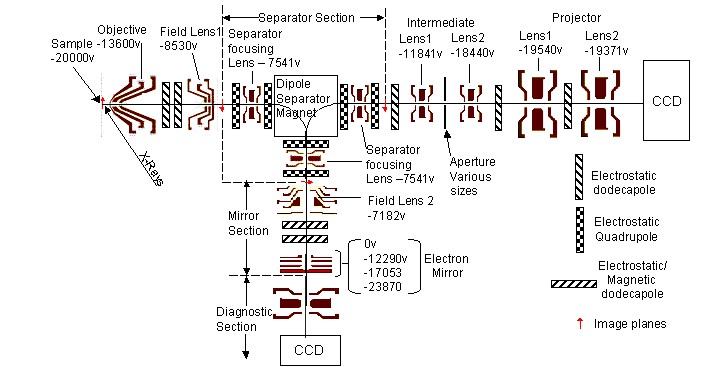 Separator Section
Objective
-13600v
Sample
-20000v
Field Lens1
-8530v
Separator
focusing
Lens – 7541v
Intermediate
Lens1
-11841v
Lens2
-18440v
Projector
Lens1
-19540v
Lens2
-19371v
Dipole
Separator
Magnet
CCD
X-Rays
Separator
focusing
Lens –7541v
Aperture
Various
sizes
Electrostatic
dodecapole
Field Lens 2
-7182v
Mirror
Section
Electrostatic
Quadrupole
0v
-12290v
-17053
-23870
Electron
Mirror
Electrostatic/
Magnetic
dodecapole
Diagnostic
Section
Image planes
CCD